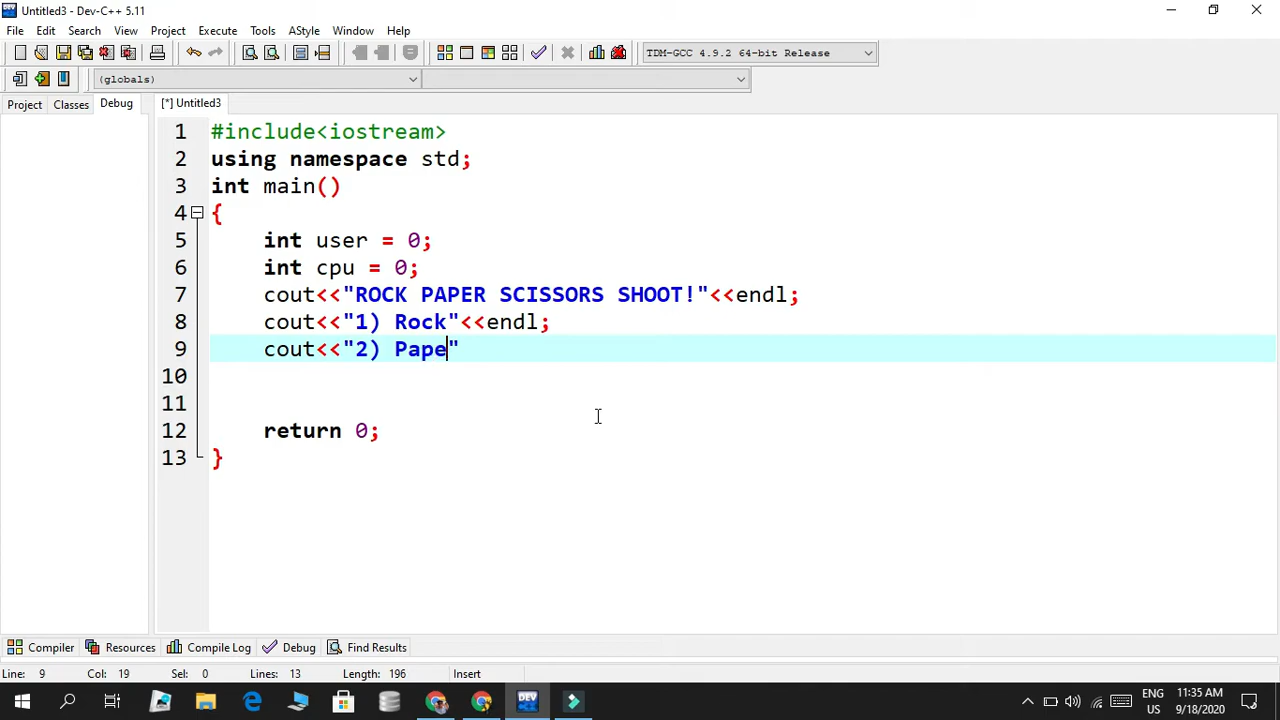 Untitled3 - Dev-C++ 5.11
File Edit Search View Project Execute Tools AStyle Window Help
TDM-GCC 4.9.2 64-bit Release
(globals)
Project Classes Debug [*] Untitled3
1 #include<iostream>
2 using namespace std;
3 int main()
4 {
5 int user = 0;
6 int cpu = 0;
7 cout<<"ROCK PAPER SCISSORS SHOOT!"<<endl;
8 cout<<"1) Rock"<<endl;
9 cout<<"2) Pape"
10
11
12 return 0;
13 }
Compiler Resources Compile Log Debug Find Results
Line: 9 Col: 19 Sel: 0 Lines: 13 Length: 196 Insert
DEV
ENG 11:35 AM
US 9/18/2020